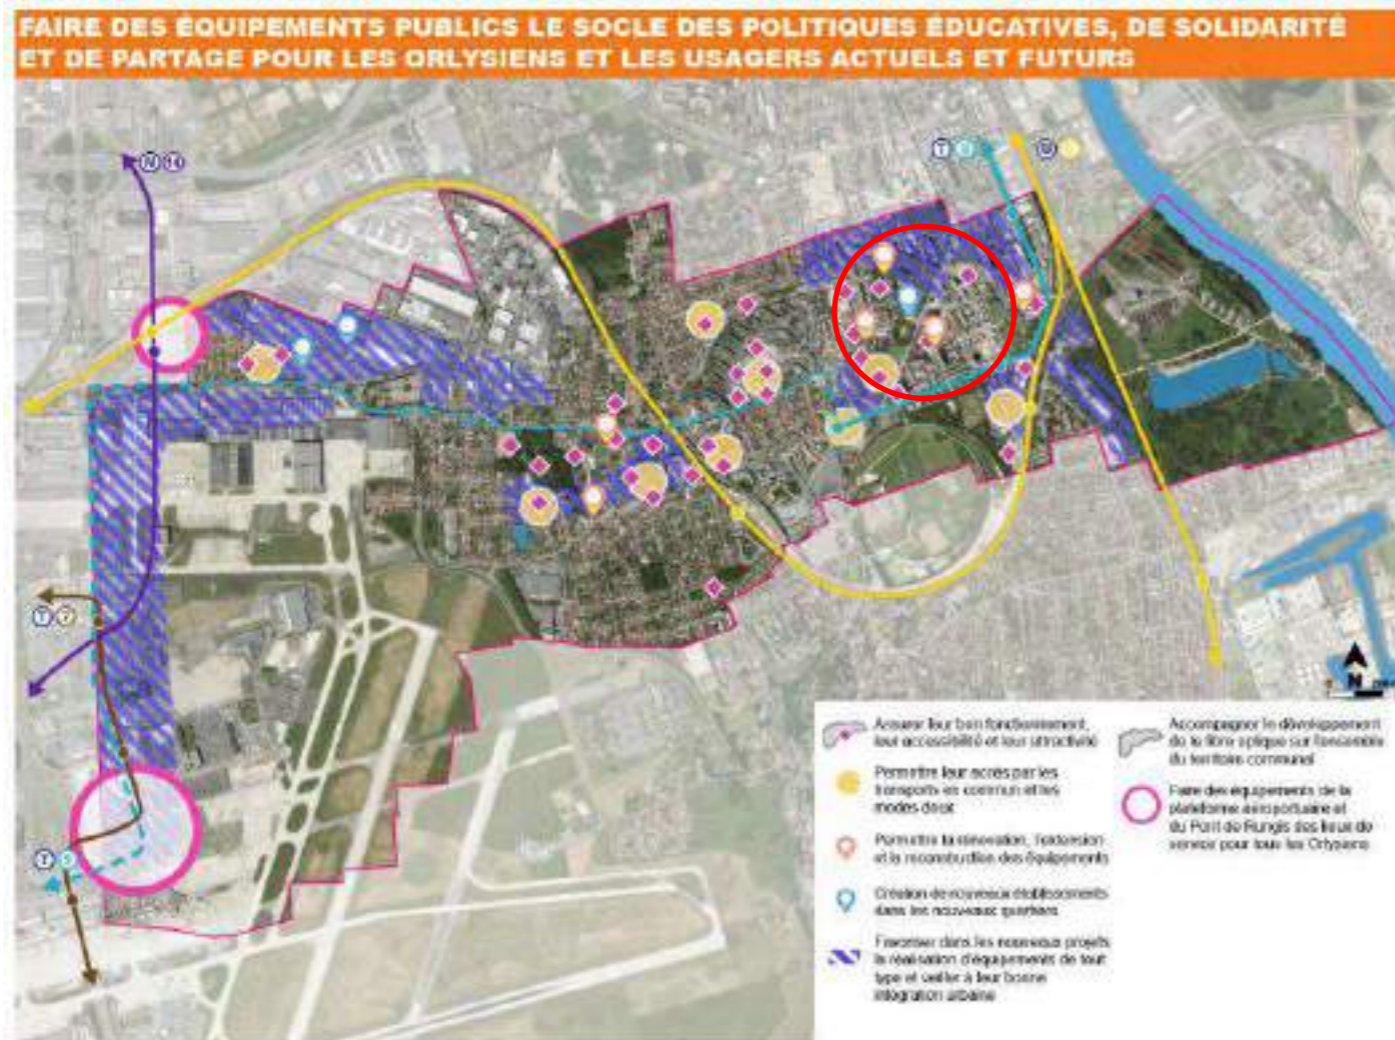 FAIRE DES ÉQUIPEMENTS PUBLICS LE SOCLE DES POLITIQUES ÉDUCATIVES, DE SOLIDARITÉ
ET DE PARTAGE POUR LES ORLYSIENS ET LES USAGERS ACTUELS ET FUTURS
M 14
T
M
T 7
T
N
Assurer leur bon fonctionnement,
leur accessibilité et leur attractivité
Permettre leur accès par les
transports en commun et les
modes doux
Permettre la rénovation, l'extension
et la reconstruction des équipements
Création de nouveaux établissements
dans les nouveaux quartiers
Favoriser dans les nouveaux projets
la réalisation d'équipements de tout
type et veiller à leur bonne
intégration urbaine
Accompagner le développement
de la fibre optique sur l'ensemble
du territoire communal
Faire des équipements de la
plateforme aéroportuaire et
du Pont de Rungis des lieux de
service pour tous les Orlysiens